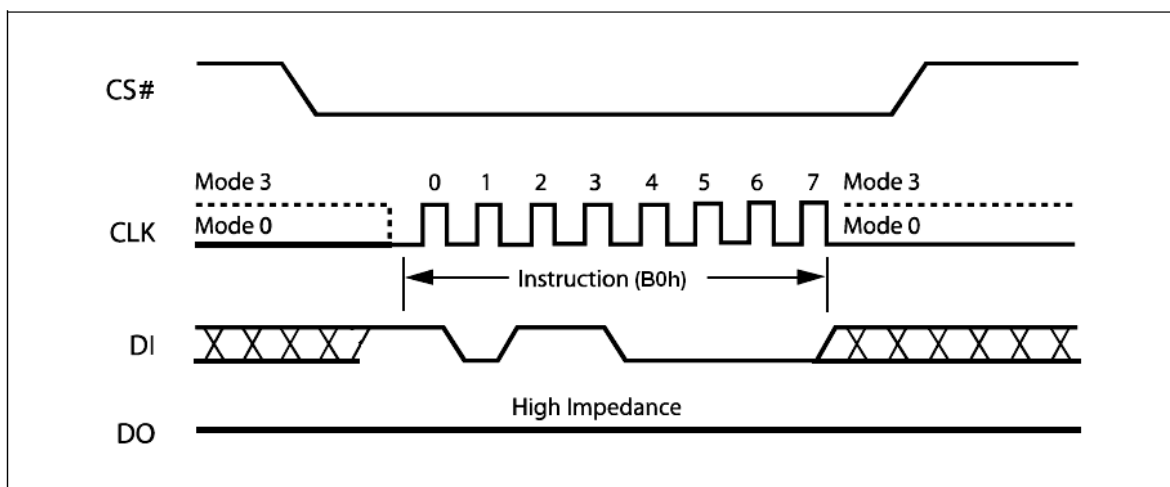 CS#
Mode 3
0 1 2 3 4 5 6 7
Mode 3
CLK
Mode 0
Mode 0
Instruction (B0h)
DI
High Impedance
DO